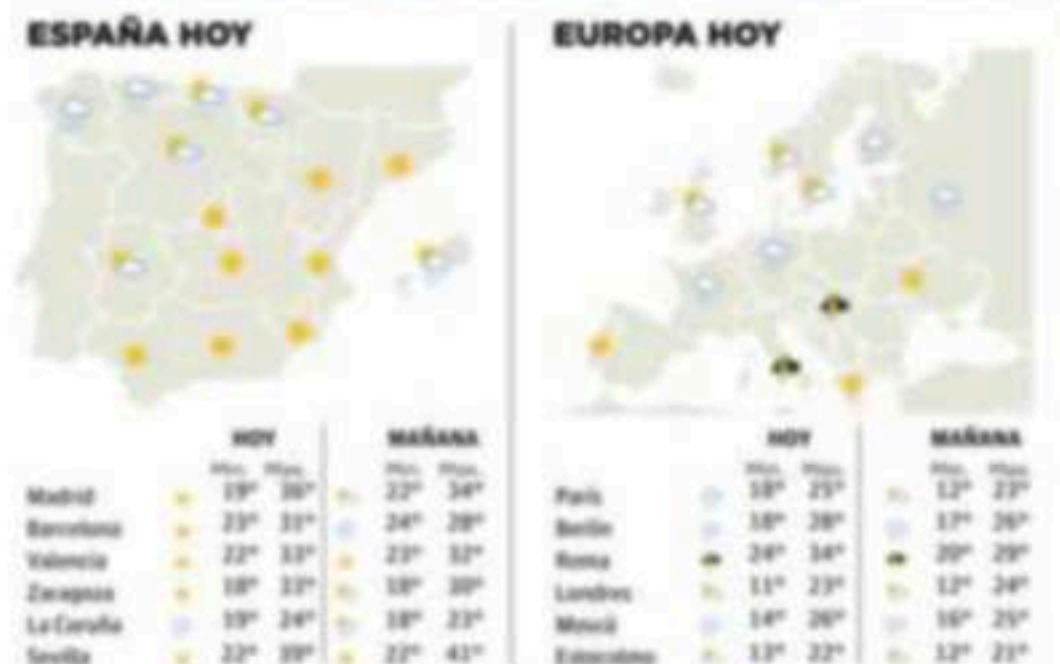 ESPAÑA HOY
HOY MAÑANA
Min. Max. Min. Max.
Madrid 19° 36° 22° 34°
Barcelona 23° 31° 24° 28°
Valencia 22° 33° 23° 32°
Zaragoza 18° 33° 18° 30°
La Coruña 19° 24° 18° 23°
Sevilla 22° 39° 22° 41°
EUROPA HOY
HOY MAÑANA
Min. Max. Min. Max.
París 18° 25° 12° 23°
Berlín 18° 28° 17° 26°
Roma 24° 34° 20° 29°
Londres 11° 23° 12° 24°
Moscú 14° 26° 16° 25°
Estocolmo 13° 22° 12° 21°